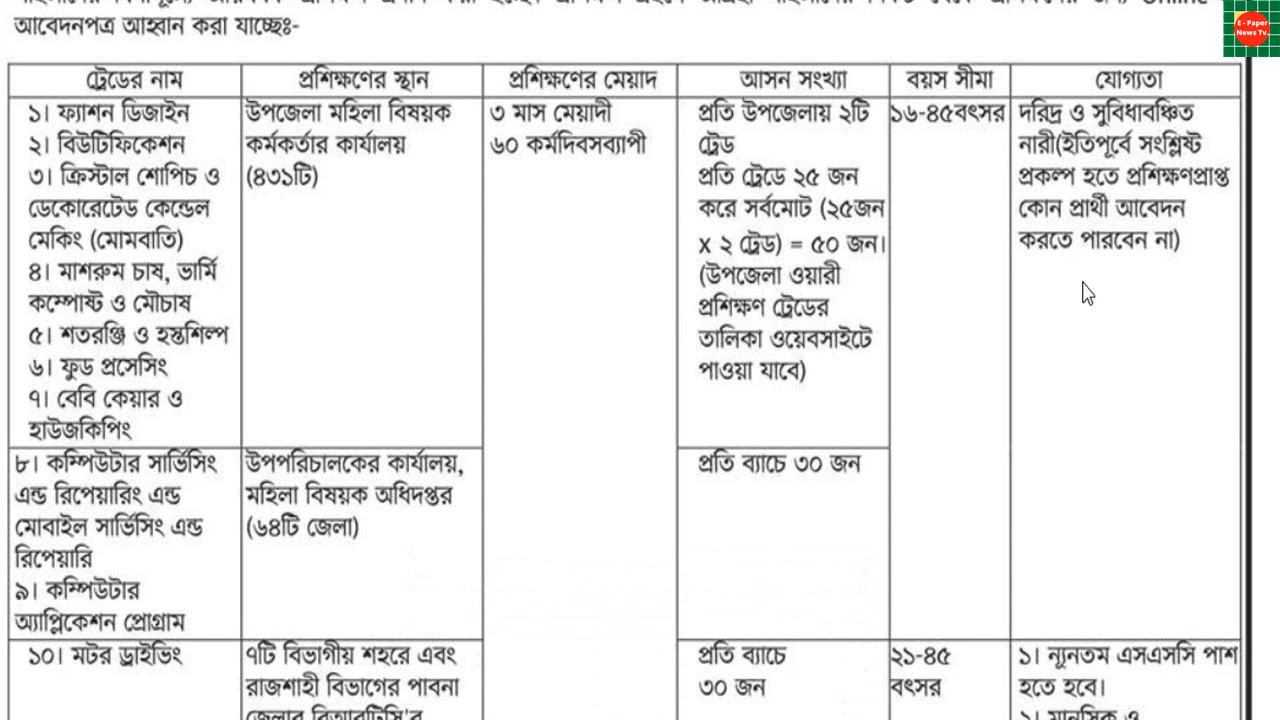 আবেদনপত্র আহ্বান করা যাচ্ছেঃ-
E - Paper
News Tv.
ট্রেডের নাম
প্রশিক্ষণের স্থান
প্রশিক্ষণের মেয়াদ
আসন সংখ্যা
বয়স সীমা
যোগ্যতা
১। ফ্যাশন ডিজাইন
২। বিউটিফিকেশন
৩। ক্রিস্টাল শোপিচ ও
ডেকোরেটেড কেন্ডেল
মেকিং (মোমবাতি)
৪। মাশরুম চাষ, ভার্মি
কম্পোষ্ট ও মৌচাষ
৫। শতরঞ্জি ও হস্তশিল্প
৬। ফুড প্রসেসিং
৭। বেবি কেয়ার ও
হাউজকিপিং
উপজেলা মহিলা বিষয়ক
কর্মকর্তার কার্যালয়
(৪৩১টি)
৩ মাস মেয়াদী
৬০ কর্মদিবসব্যাপী
প্রতি উপজেলায় ২টি
ট্রেড
প্রতি ট্রেডে ২৫ জন
করে সর্বমোট (২৫জন
x ২ ট্রেড) = ৫০ জন।
(উপজেলা ওয়ারী
প্রশিক্ষণ ট্রেডের
তালিকা ওয়েবসাইটে
পাওয়া যাবে)
১৬-৪৫বৎসর
দরিদ্র ও সুবিধাবঞ্চিত
নারী(ইতিপূর্বে সংশ্লিষ্ট
প্রকল্প হতে প্রশিক্ষণপ্রাপ্ত
কোন প্রার্থী আবেদন
করতে পারবেন না)
৮। কম্পিউটার সার্ভিসিং
এন্ড রিপেয়ারিং এন্ড
মোবাইল সার্ভিসিং এন্ড
রিপেয়ারি
৯। কম্পিউটার
অ্যাপ্লিকেশন প্রোগ্রাম
উপপরিচালকের কার্যালয়,
মহিলা বিষয়ক অধিদপ্তর
(৬৪টি জেলা)
প্রতি ব্যাচে ৩০ জন
১০। মটর ড্রাইভিং
৭টি বিভাগীয় শহরে এবং
রাজশাহী বিভাগের পাবনা
জেলার বিআরটিসি'র
প্রতি ব্যাচে
৩০ জন
২১-৪৫
বৎসর
১। ন্যূনতম এসএসসি পাশ
হতে হবে।
২। মানসিক ও